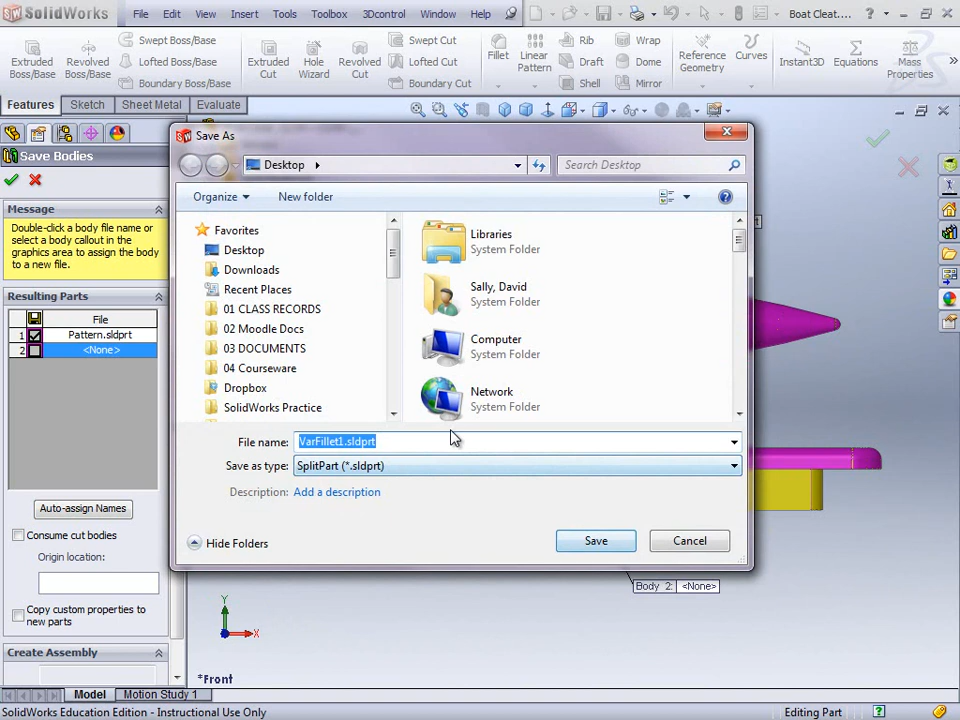 SolidWorks File Edit View Insert Tools Toolbox 3Dcontrol Window Help Boat Cleat....
Extruded Boss/Base
Revolved Boss/Base
Swept Boss/Base
Lofted Boss/Base
Boundary Boss/Base
Extruded Cut
Hole Wizard
Revolved Cut
Swept Cut
Lofted Cut
Boundary Cut
Fillet
Linear Pattern
Rib
Draft
Shell
Wrap
Dome
Mirror
Reference Geometry
Curves
Instant3D
Equations
Mass Properties
Features Sketch Sheet Metal Evaluate
Save Bodies
Message
Double-click a body file name or
select a body callout in the
graphics area to assign the body
to a new file.
Resulting Parts
File
1 Pattern.sldprt
2 <None>
Auto-assign Names
Consume cut bodies
Origin location:
Copy custom properties to
new parts
Create Assembly
Save As
Desktop
Search Desktop
Organize New folder
Favorites
Desktop
Downloads
Recent Places
01 CLASS RECORDS
02 Moodle Docs
03 DOCUMENTS
04 Courseware
Dropbox
SolidWorks Practice
Libraries
System Folder
Sally, David
System Folder
Computer
System Folder
Network
System Folder
File name: VarFillet1.sldprt
Save as type: SplitPart (*.sldprt)
Description: Add a description
Hide Folders
Save
Cancel
Body 2: <None>
Y
X
*Front
Model Motion Study 1
SolidWorks Education Edition - Instructional Use Only
Editing Part